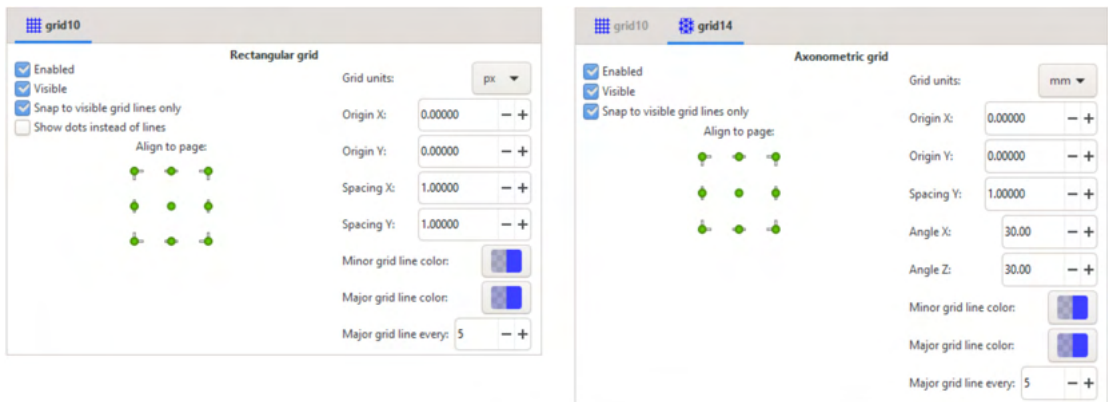 grid10
Rectangular grid
Enabled
Visible
Snap to visible grid lines only
Show dots instead of lines
Align to page:
Grid units: px
Origin X: 0.00000
Origin Y: 0.00000
Spacing X: 1.00000
Spacing Y: 1.00000
Minor grid line color:
Major grid line color:
Major grid line every: 5
grid10 grid14
Axonometric grid
Enabled
Visible
Snap to visible grid lines only
Align to page:
Grid units: mm
Origin X: 0.00000
Origin Y: 0.00000
Spacing Y: 1.00000
Angle X: 30.00
Angle Z: 30.00
Minor grid line color:
Major grid line color:
Major grid line every: 5